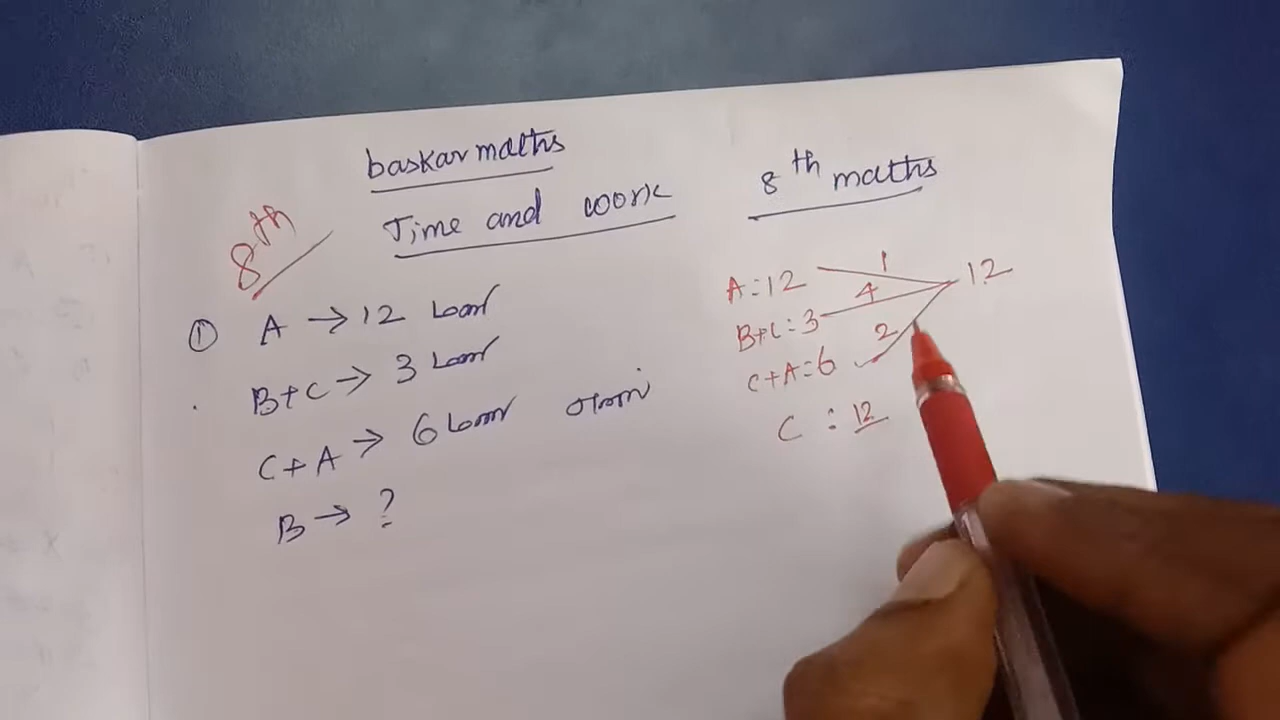 baskar maths
Time and work
8th
① A → 12
B+C → 3
C+A → 6
B → ?
8th maths
A:12 1 12
B+C:3 4
C+A=6 2
C : 12